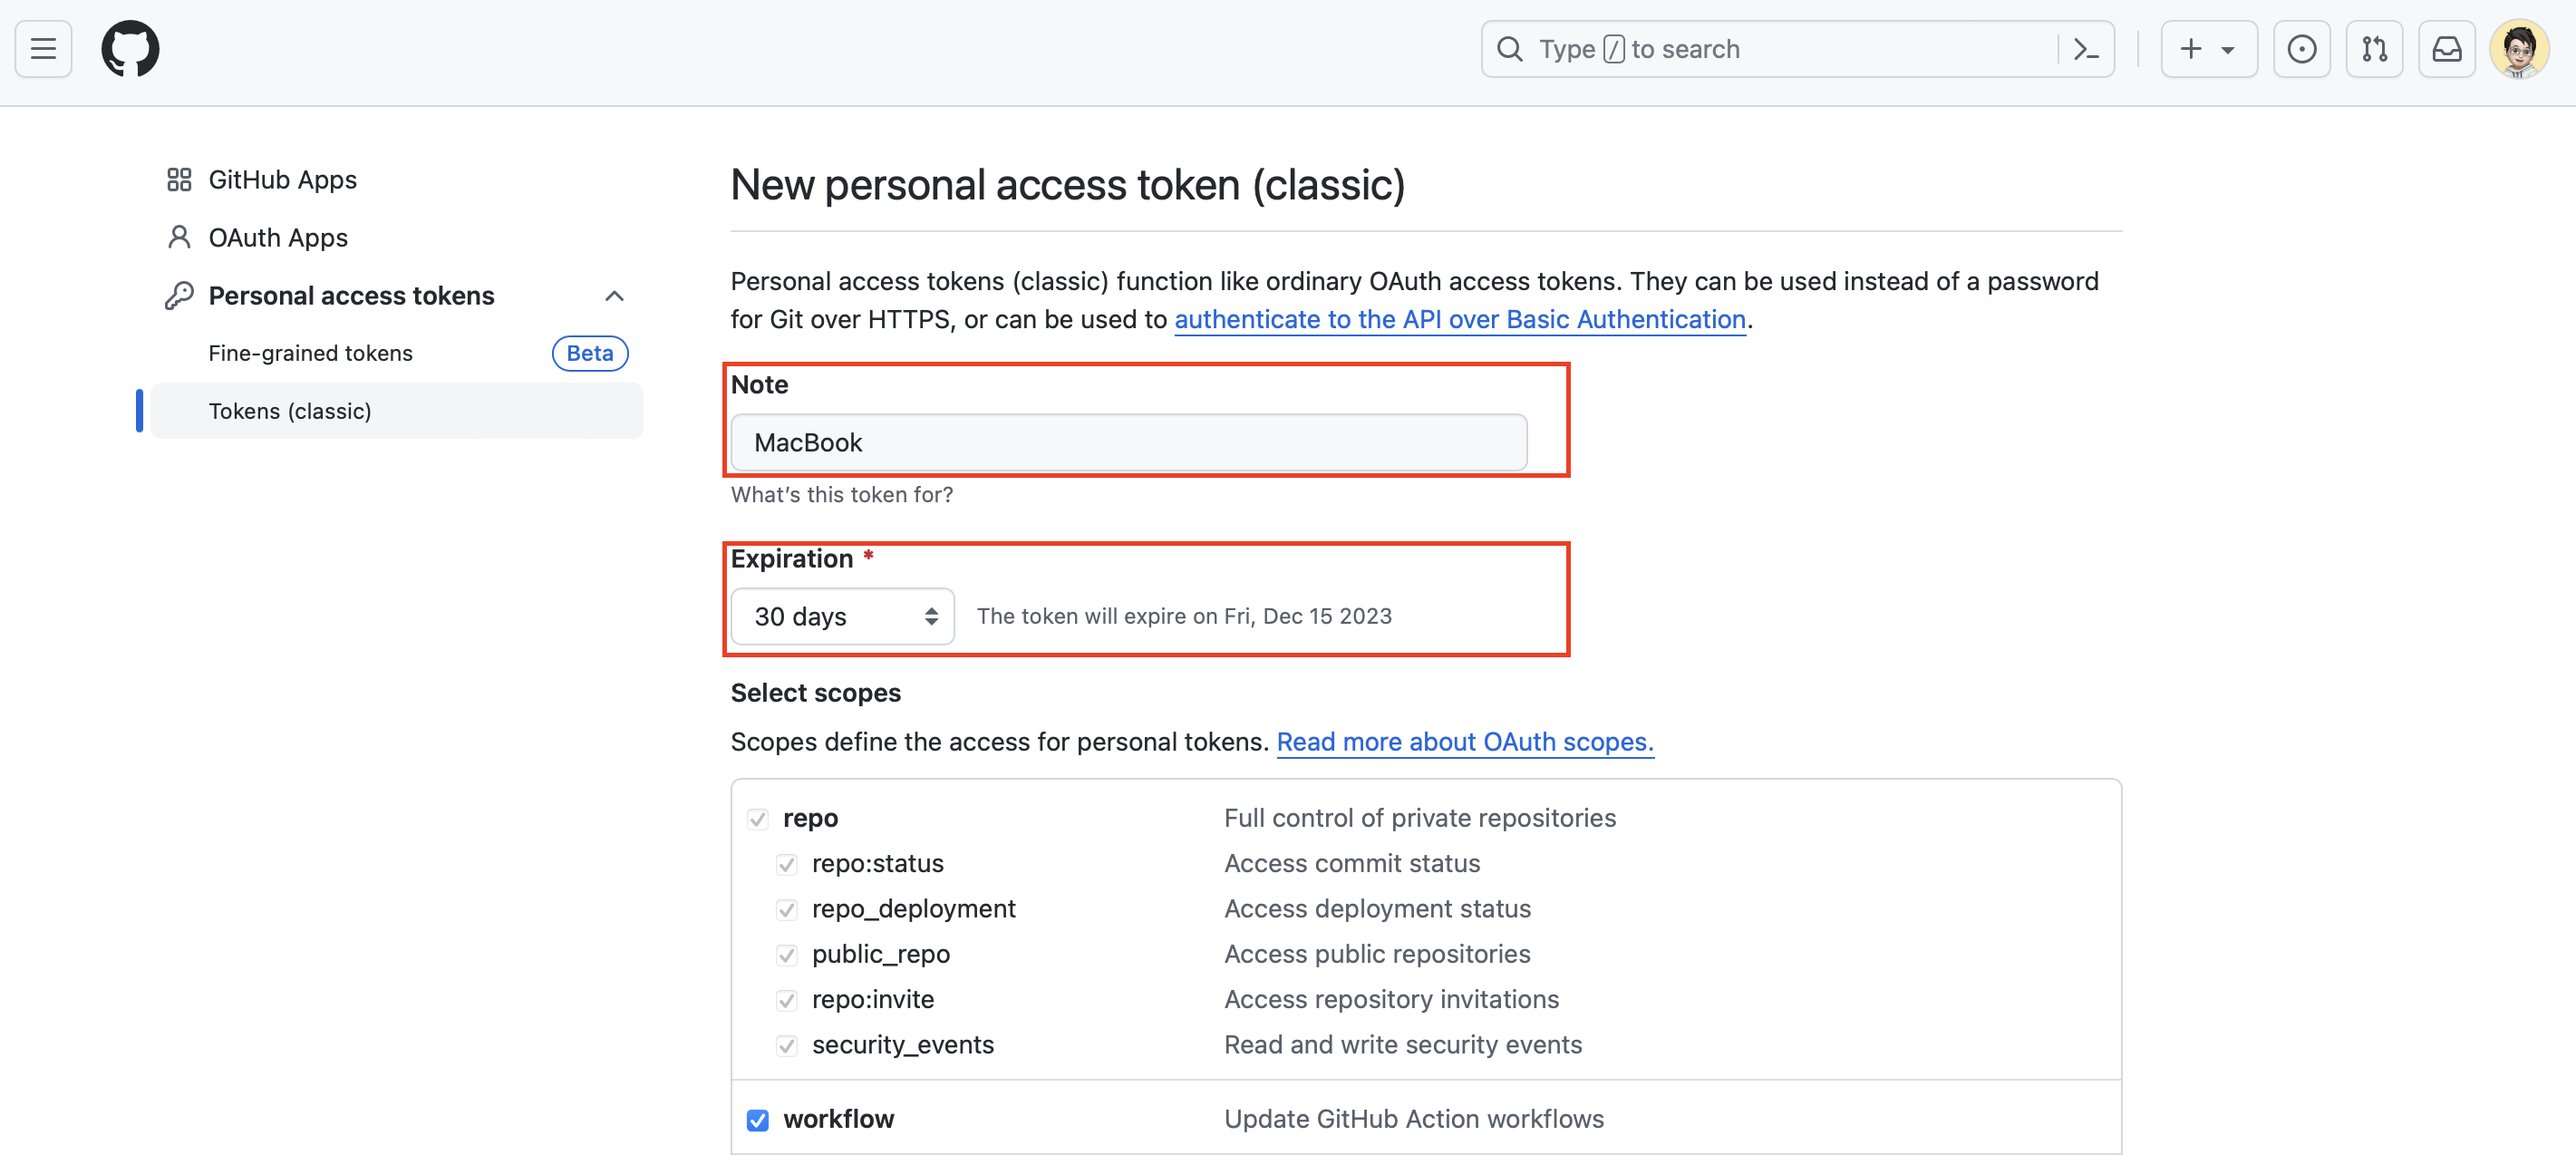 Type / to search
GitHub Apps
OAuth Apps
Personal access tokens
Fine-grained tokens Beta
Tokens (classic)
New personal access token (classic)
Personal access tokens (classic) function like ordinary OAuth access tokens. They can be used instead of a password
for Git over HTTPS, or can be used to authenticate to the API over Basic Authentication.
Note
MacBook
What's this token for?
Expiration *
30 days The token will expire on Fri, Dec 15 2023
Select scopes
Scopes define the access for personal tokens. Read more about OAuth scopes.
repo Full control of private repositories
repo:status Access commit status
repo_deployment Access deployment status
public_repo Access public repositories
repo:invite Access repository invitations
security_events Read and write security events
workflow Update GitHub Action workflows